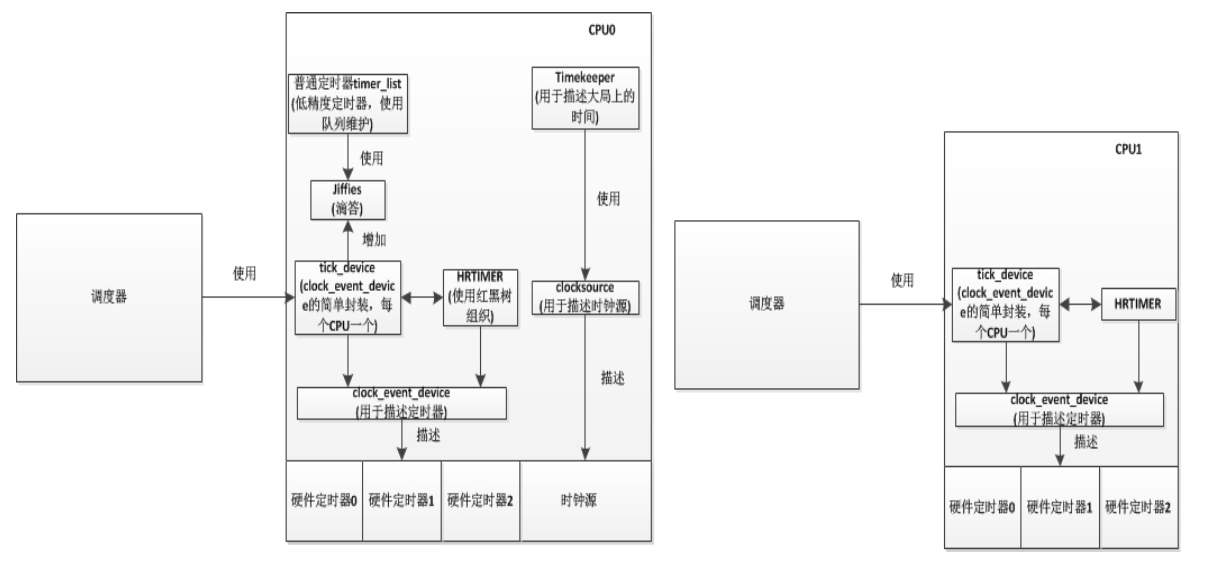 CPU0
普通定时器timer_list
(低精度定时器，使用
队列维护)
使用
Jiffies
(滴答)
增加
tick_device
(clock_event_devic
e的简单封装，每
个CPU一个)
HRTIMER
(使用红黑树
组织)
clock_event_device
(用于描述定时器)
描述
Timekeeper
(用于描述大局上的
时间)
使用
clocksource
(用于描述时钟源)
描述
调度器
使用
硬件定时器0
硬件定时器1
硬件定时器2
时钟源
CPU1
调度器
使用
tick_device
(clock_event_devic
e的简单封装，每
个CPU一个)
HRTIMER
clock_event_device
(用于描述定时器)
描述
硬件定时器0
硬件定时器1
硬件定时器2